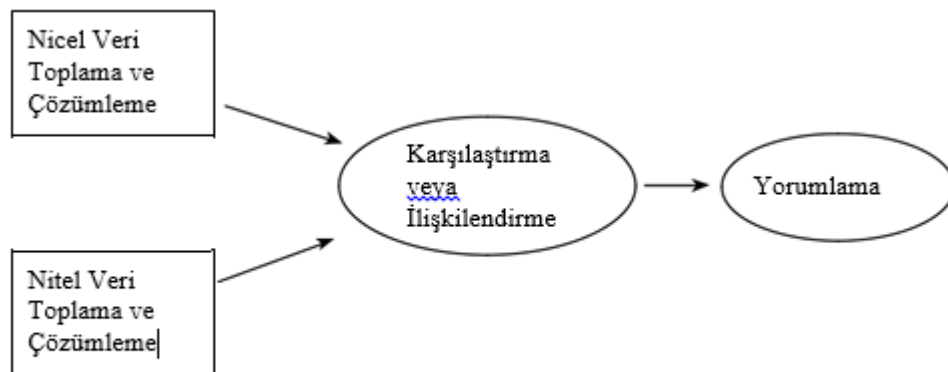 Nicel Veri
Toplama ve
Çözümleme
Karşılaştırma
veya
İlişkilendirme
Yorumlama
Nitel Veri
Toplama ve
Çözümleme